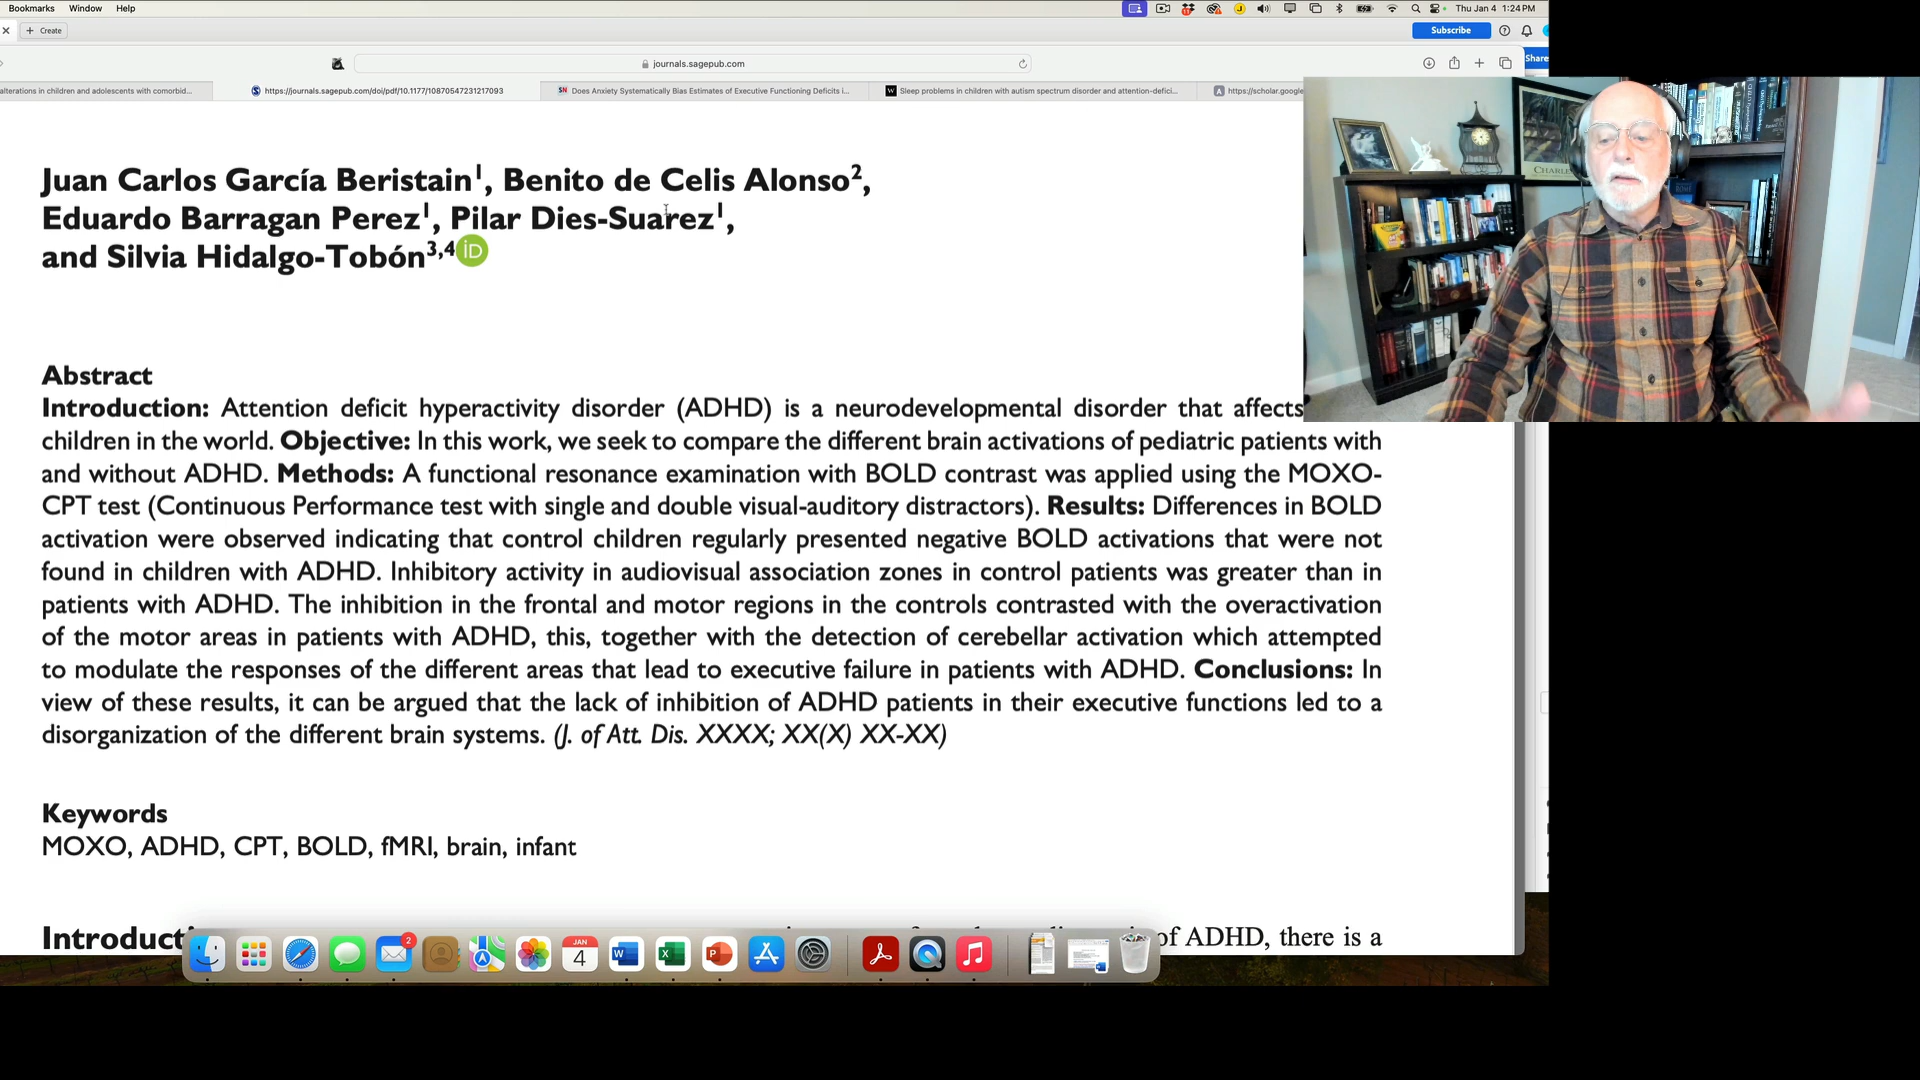 Bookmarks Window Help
Thu Jan 4 1:24 PM
+ Create
Subscribe
Share
journals.sagepub.com
alterations in children and adolescents with comorbid...
https://journals.sagepub.com/doi/pdf/10.1177/10870547231217093
SN Does Anxiety Systematically Bias Estimates of Executive Functioning Deficits i...
W Sleep problems in children with autism spectrum disorder and attention-defici...
A https://scholar.google
Juan Carlos García Beristain¹, Benito de Celis Alonso²,
Eduardo Barragan Perez¹, Pilar Dies-Suarez¹,
and Silvia Hidalgo-Tobón³,⁴ iD
Abstract
Introduction: Attention deficit hyperactivity disorder (ADHD) is a neurodevelopmental disorder that affects
children in the world. Objective: In this work, we seek to compare the different brain activations of pediatric patients with
and without ADHD. Methods: A functional resonance examination with BOLD contrast was applied using the MOXO-
CPT test (Continuous Performance test with single and double visual-auditory distractors). Results: Differences in BOLD
activation were observed indicating that control children regularly presented negative BOLD activations that were not
found in children with ADHD. Inhibitory activity in audiovisual association zones in control patients was greater than in
patients with ADHD. The inhibition in the frontal and motor regions in the controls contrasted with the overactivation
of the motor areas in patients with ADHD, this, together with the detection of cerebellar activation which attempted
to modulate the responses of the different areas that lead to executive failure in patients with ADHD. Conclusions: In
view of these results, it can be argued that the lack of inhibition of ADHD patients in their executive functions led to a
disorganization of the different brain systems. (J. of Att. Dis. XXXX; XX(X) XX-XX)
Keywords
MOXO, ADHD, CPT, BOLD, fMRI, brain, infant
Introducti
of ADHD, there is a
2
JAN
4